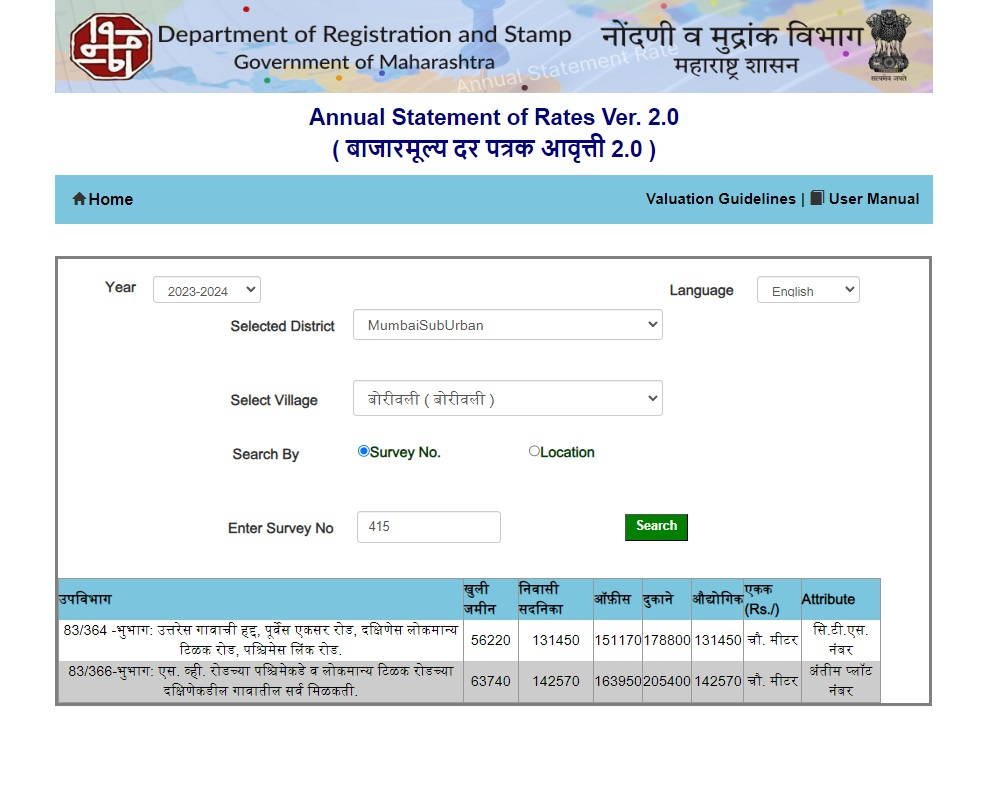 Department of Registration and Stamp
Government of Maharashtra
नोंदणी व मुद्रांक विभाग
महाराष्ट्र शासन
सत्यमेव जयते
Annual Statement Rate
Annual Statement of Rates Ver. 2.0
( बाजारमूल्य दर पत्रक आवृत्ती 2.0 )
Home
Valuation Guidelines | User Manual
Year 2023-2024 Language English
Selected District MumbaiSubUrban
Select Village बोरीवली ( बोरीवली )
Search By Survey No. Location
Enter Survey No 415 Search
उपविभाग खुली जमीन निवासी सदनिका ऑफ़ीस दुकाने औद्योगिक एकक (Rs./) Attribute
83/364 -भुभाग: उत्तरेस गावाची हद्द, पूर्वेस एकसर रोड, दक्षिणेस लोकमान्य
टिळक रोड, पश्चिमेस लिंक रोड.
56220 131450 151170 178800 131450 चौ. मीटर सि.टी.एस. नंबर
83/366-भुभाग: एस. व्ही. रोडच्या पश्चिमेकडे व लोकमान्य टिळक रोडच्या
दक्षिणेकडील गावातील सर्व मिळकती.
63740 142570 163950 205400 142570 चौ. मीटर अंतीम प्लॉट नंबर